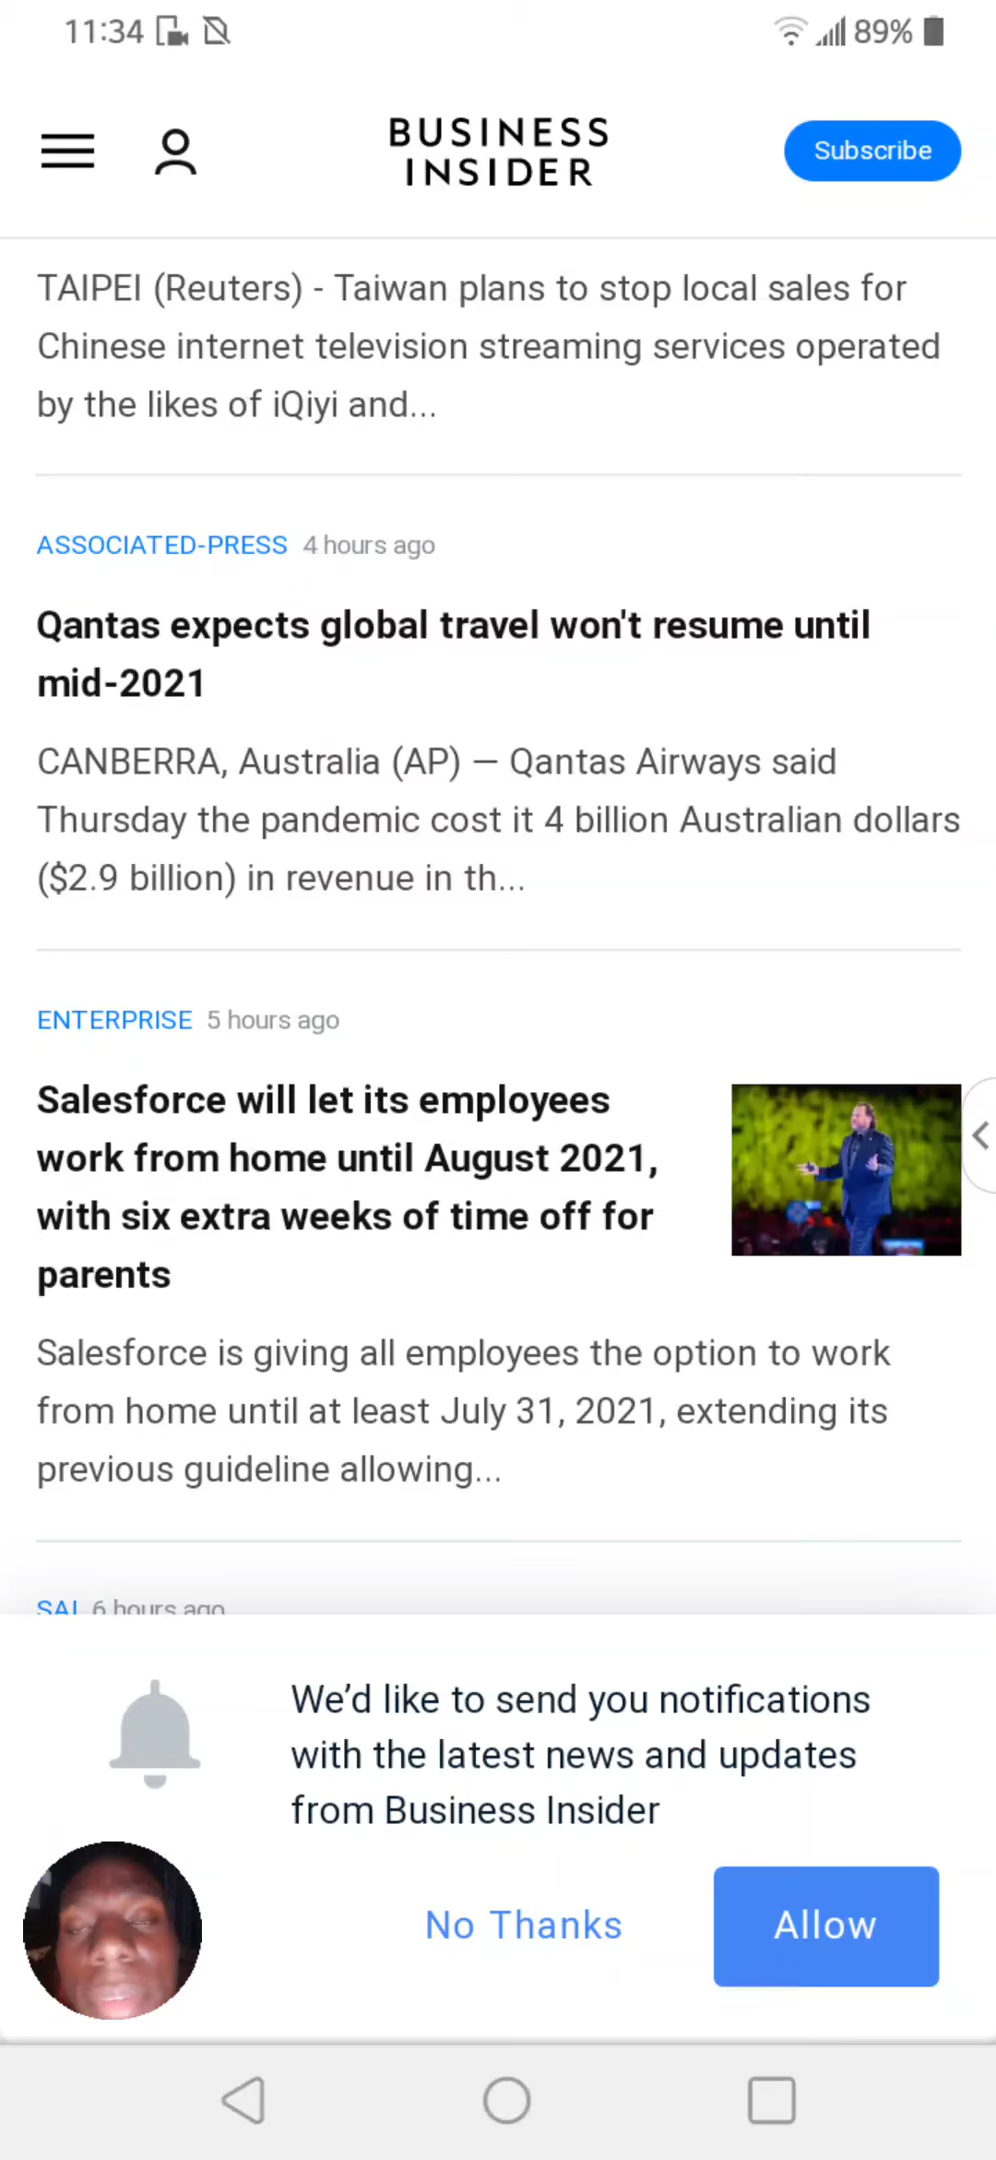 11:34
89%
BUSINESS
INSIDER
Subscribe
TAIPEI (Reuters) - Taiwan plans to stop local sales for
Chinese internet television streaming services operated
by the likes of iQiyi and...
ASSOCIATED-PRESS 4 hours ago
Qantas expects global travel won't resume until
mid-2021
CANBERRA, Australia (AP) — Qantas Airways said
Thursday the pandemic cost it 4 billion Australian dollars
($2.9 billion) in revenue in th...
ENTERPRISE 5 hours ago
Salesforce will let its employees
work from home until August 2021,
with six extra weeks of time off for
parents
Salesforce is giving all employees the option to work
from home until at least July 31, 2021, extending its
previous guideline allowing...
SAI 6 hours ago
We’d like to send you notifications
with the latest news and updates
from Business Insider
No Thanks
Allow